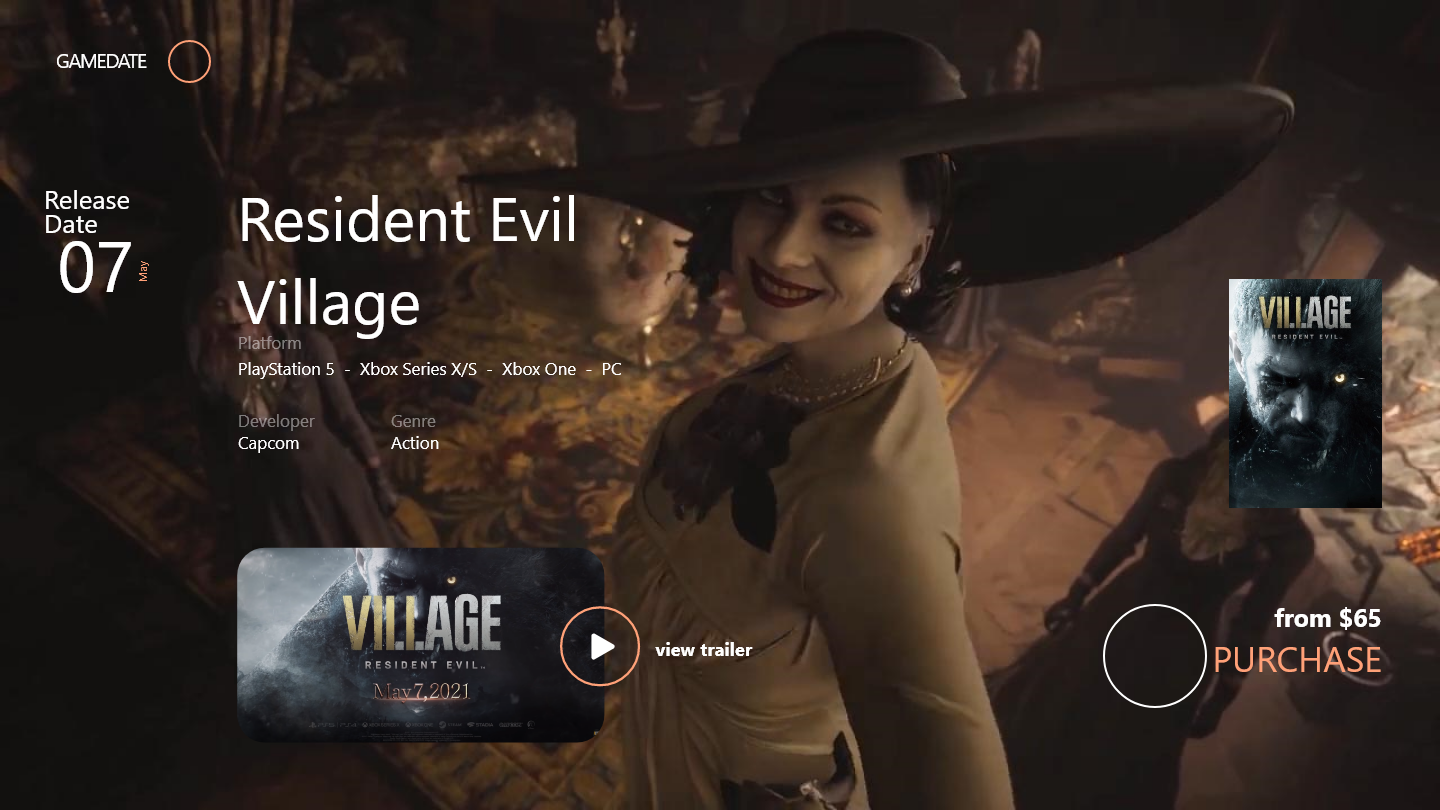 GAMEDATE
Release
Date
07
May
Resident Evil
Village
Platform
PlayStation 5 - Xbox Series X/S - Xbox One - PC
Developer
Genre
Capcom
Action
VILLAGE
RESIDENT EVIL
VILLAGE
RESIDENT EVIL
May 7,2021
view trailer
from $65
PURCHASE